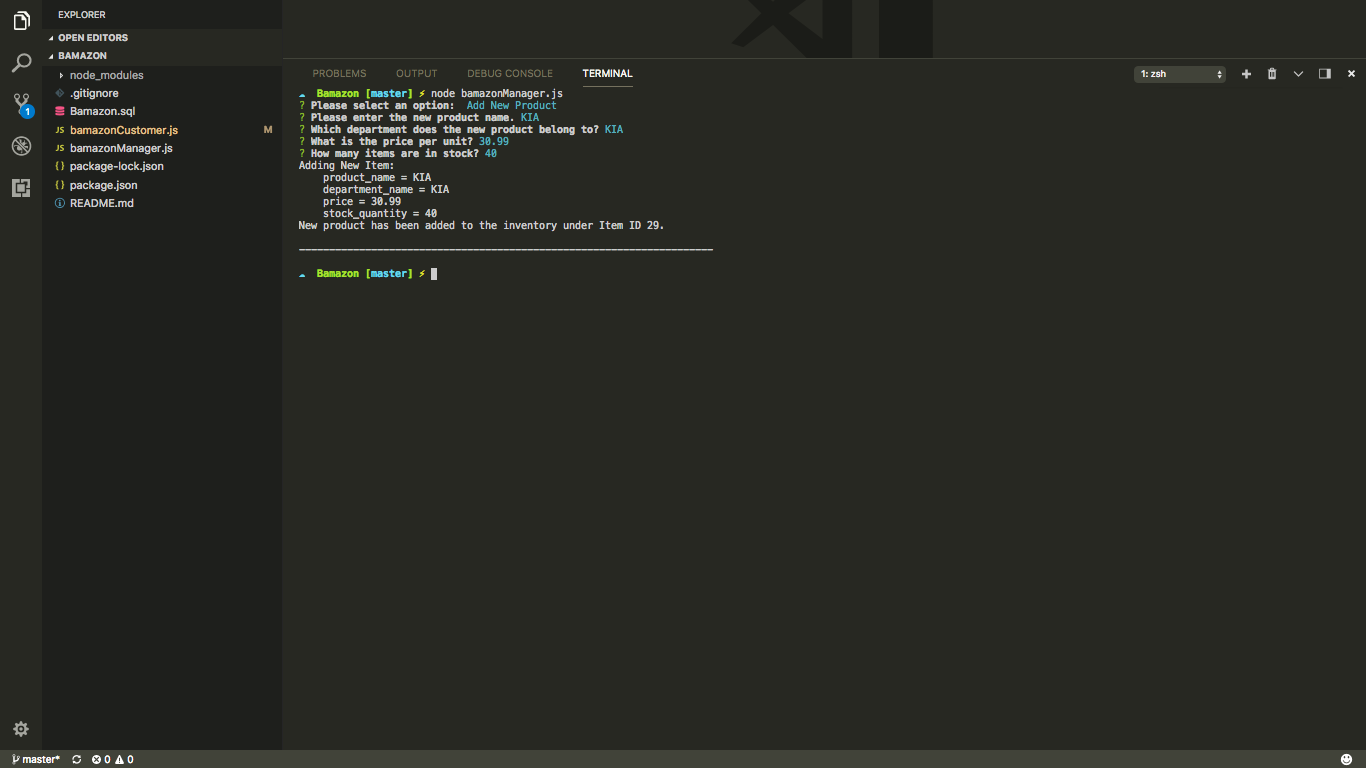 EXPLORER
OPEN EDITORS
BAMAZON
node_modules
.gitignore
Bamazon.sql
JS bamazonCustomer.js M
JS bamazonManager.js
{} package-lock.json
{} package.json
README.md
1
PROBLEMS OUTPUT DEBUG CONSOLE TERMINAL
1: zsh
Bamazon [master] ⚡ node bamazonManager.js
? Please select an option: Add New Product
? Please enter the new product name. KIA
? Which department does the new product belong to? KIA
? What is the price per unit? 30.99
? How many items are in stock? 40
Adding New Item:
product_name = KIA
department_name = KIA
price = 30.99
stock_quantity = 40
New product has been added to the inventory under Item ID 29.
---------------------------------------------------------------------
Bamazon [master] ⚡
master* 0 0